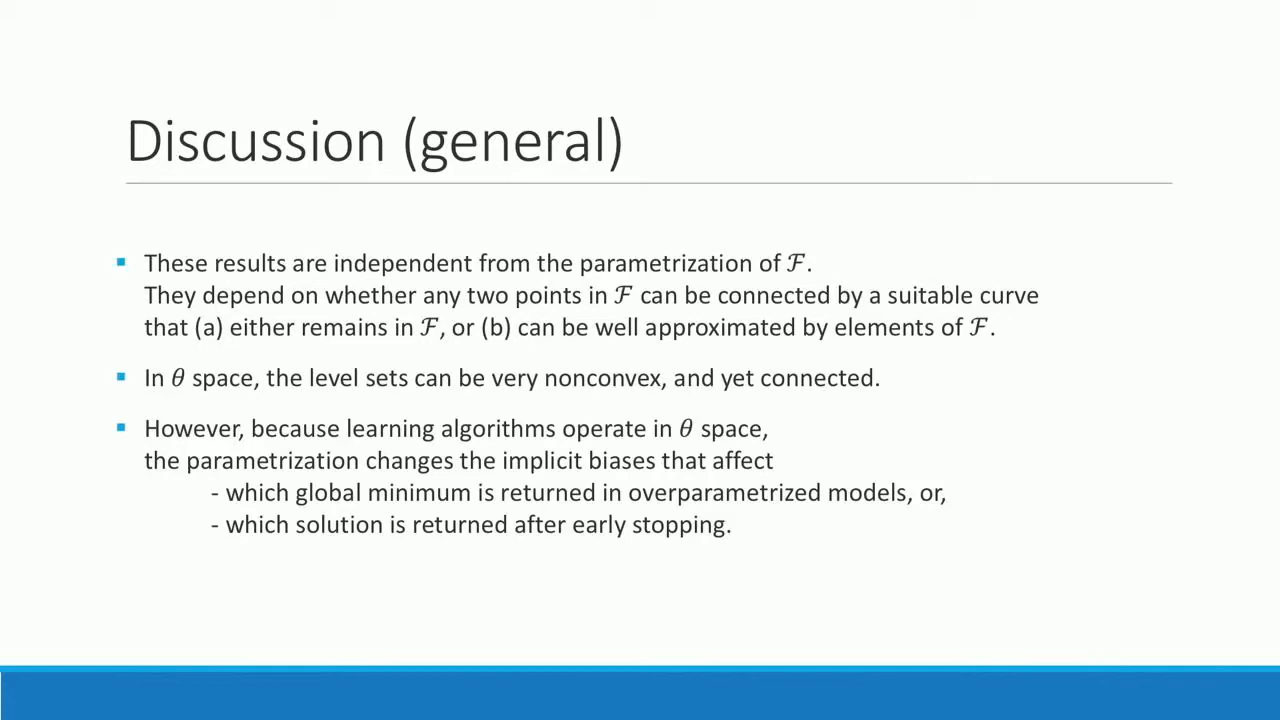 Discussion (general)
▪ These results are independent from the parametrization of ℱ.
They depend on whether any two points in ℱ can be connected by a suitable curve
that (a) either remains in ℱ, or (b) can be well approximated by elements of ℱ.
▪ In 𝜃 space, the level sets can be very nonconvex, and yet connected.
▪ However, because learning algorithms operate in 𝜃 space,
the parametrization changes the implicit biases that affect
- which global minimum is returned in overparametrized models, or,
- which solution is returned after early stopping.